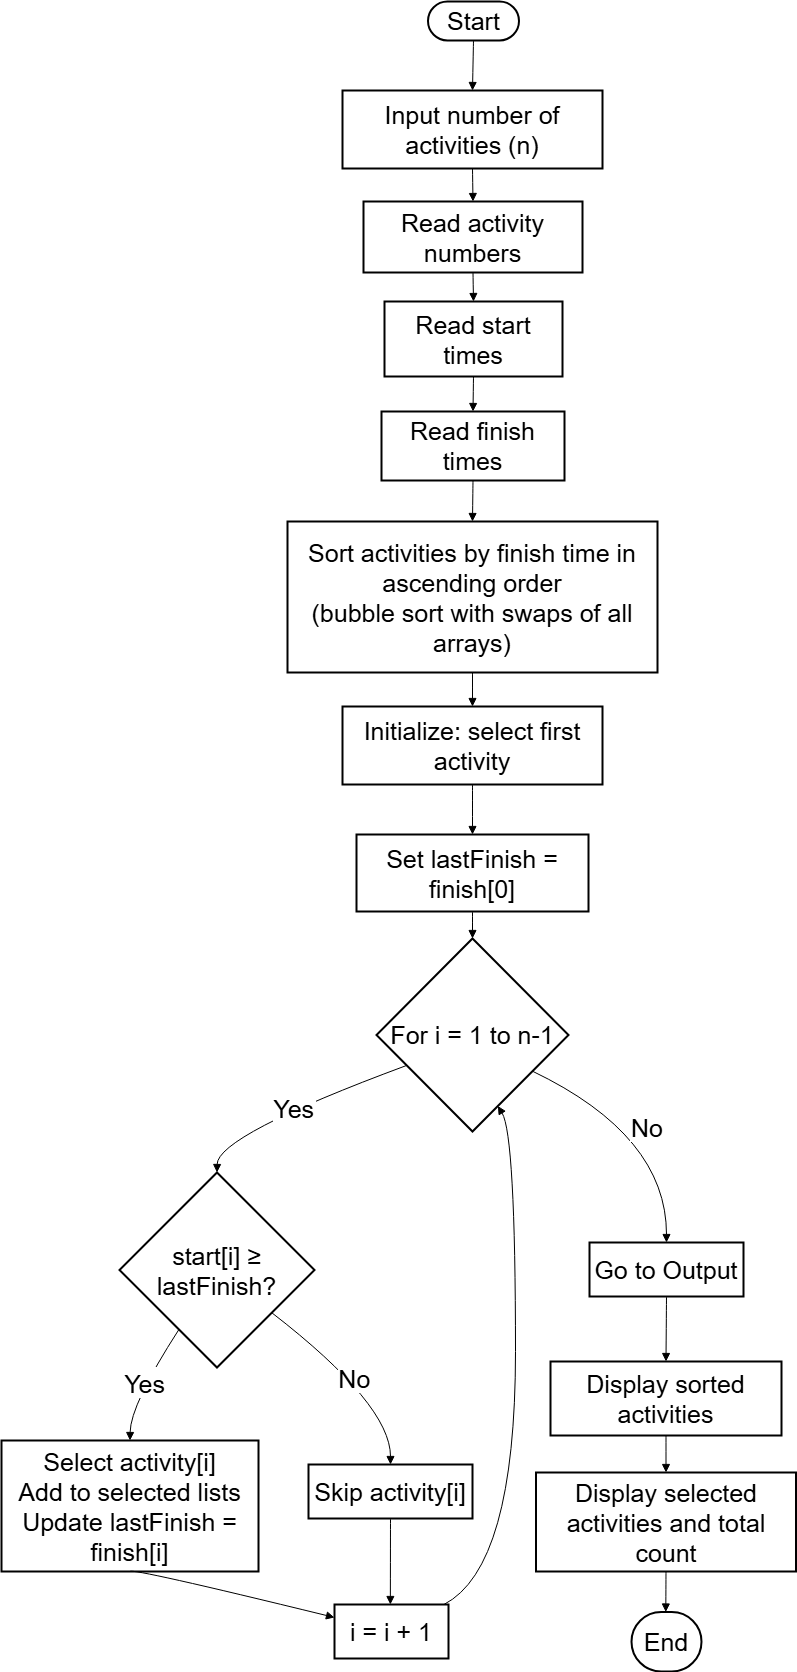 Start
Input number of
activities (n)
Read activity
numbers
Read start
times
Read finish
times
Sort activities by finish time in
ascending order
(bubble sort with swaps of all
arrays)
Initialize: select first
activity
Set lastFinish =
finish[0]
For i = 1 to n-1
Yes
No
start[i] ≥
lastFinish?
Go to Output
Yes
No
Display sorted
activities
Select activity[i]
Add to selected lists
Update lastFinish =
finish[i]
Skip activity[i]
Display selected
activities and total
count
i = i + 1
End